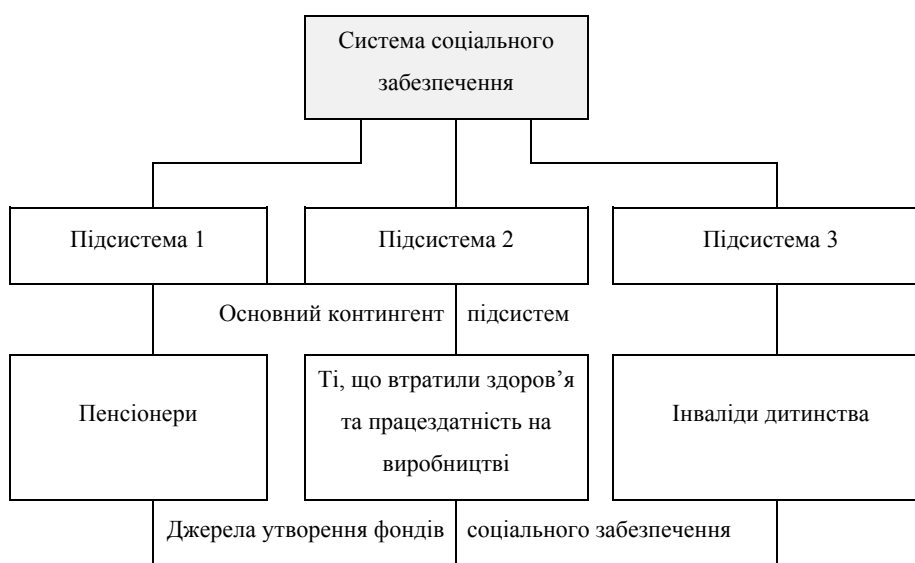 Система соціального
забезпечення
Підсистема 1
Підсистема 2
Підсистема 3
Основний контингент підсистем
Пенсіонери
Ті, що втратили здоров’я
та працездатність на
виробництві
Інваліди дитинства
Джерела утворення фондів соціального забезпечення